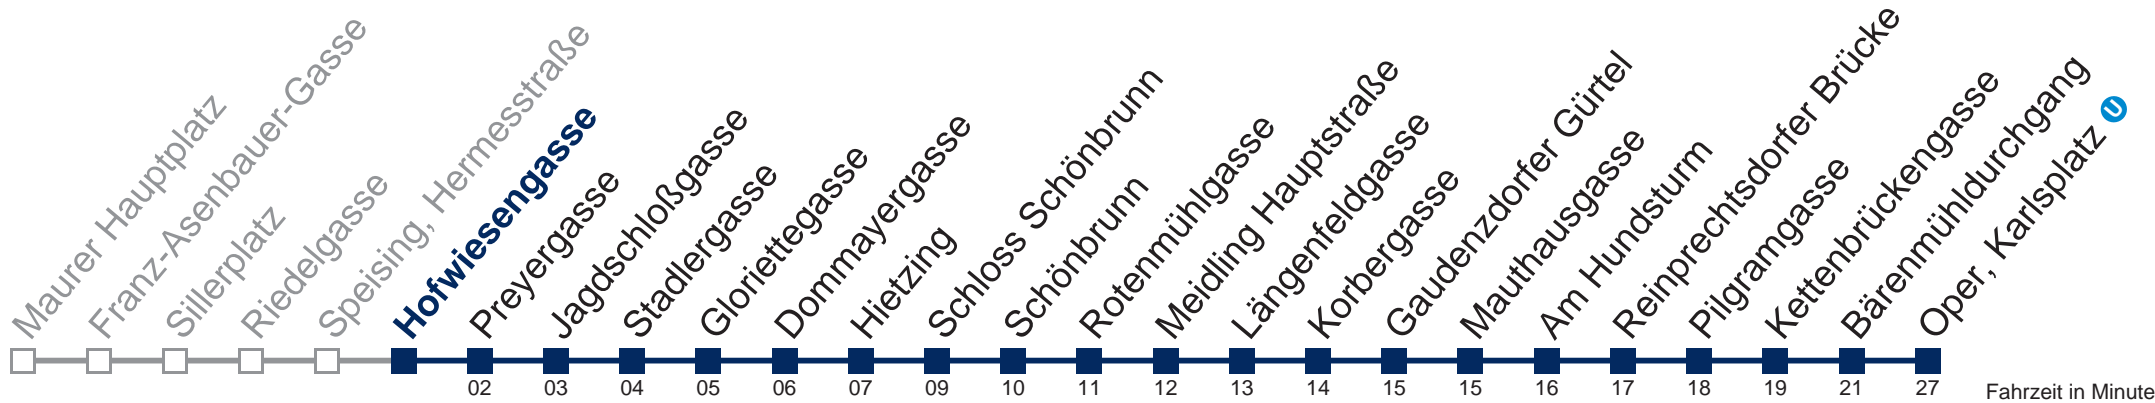 Maurer Hauptplatz
Franz-Asenbauer-Gasse
Sillerplatz
Riedelgasse
Speising, Hermesstraße
Hofwiesengasse
Preyergasse
Jagdschloßgasse
Stadlergasse
Gloriettegasse
Dommayergasse
Hietzing
Schloss Schönbrunn
Schönbrunn
Rotenmühlgasse
Meidling Hauptstraße
Längenfeldgasse
Korbergasse
Gaudenzdorfer Gürtel
Mauthausgasse
Am Hundsturm
Reinprechtsdorfer Brücke
Pilgramgasse
Kettenbrückengasse
Bärenmühldurchgang
Oper, Karlsplatz U
02 03 04 05 06 07 09 10 11 12 13 14 15 15 16 17 18 19 21 27 Fahrzeit in Minute